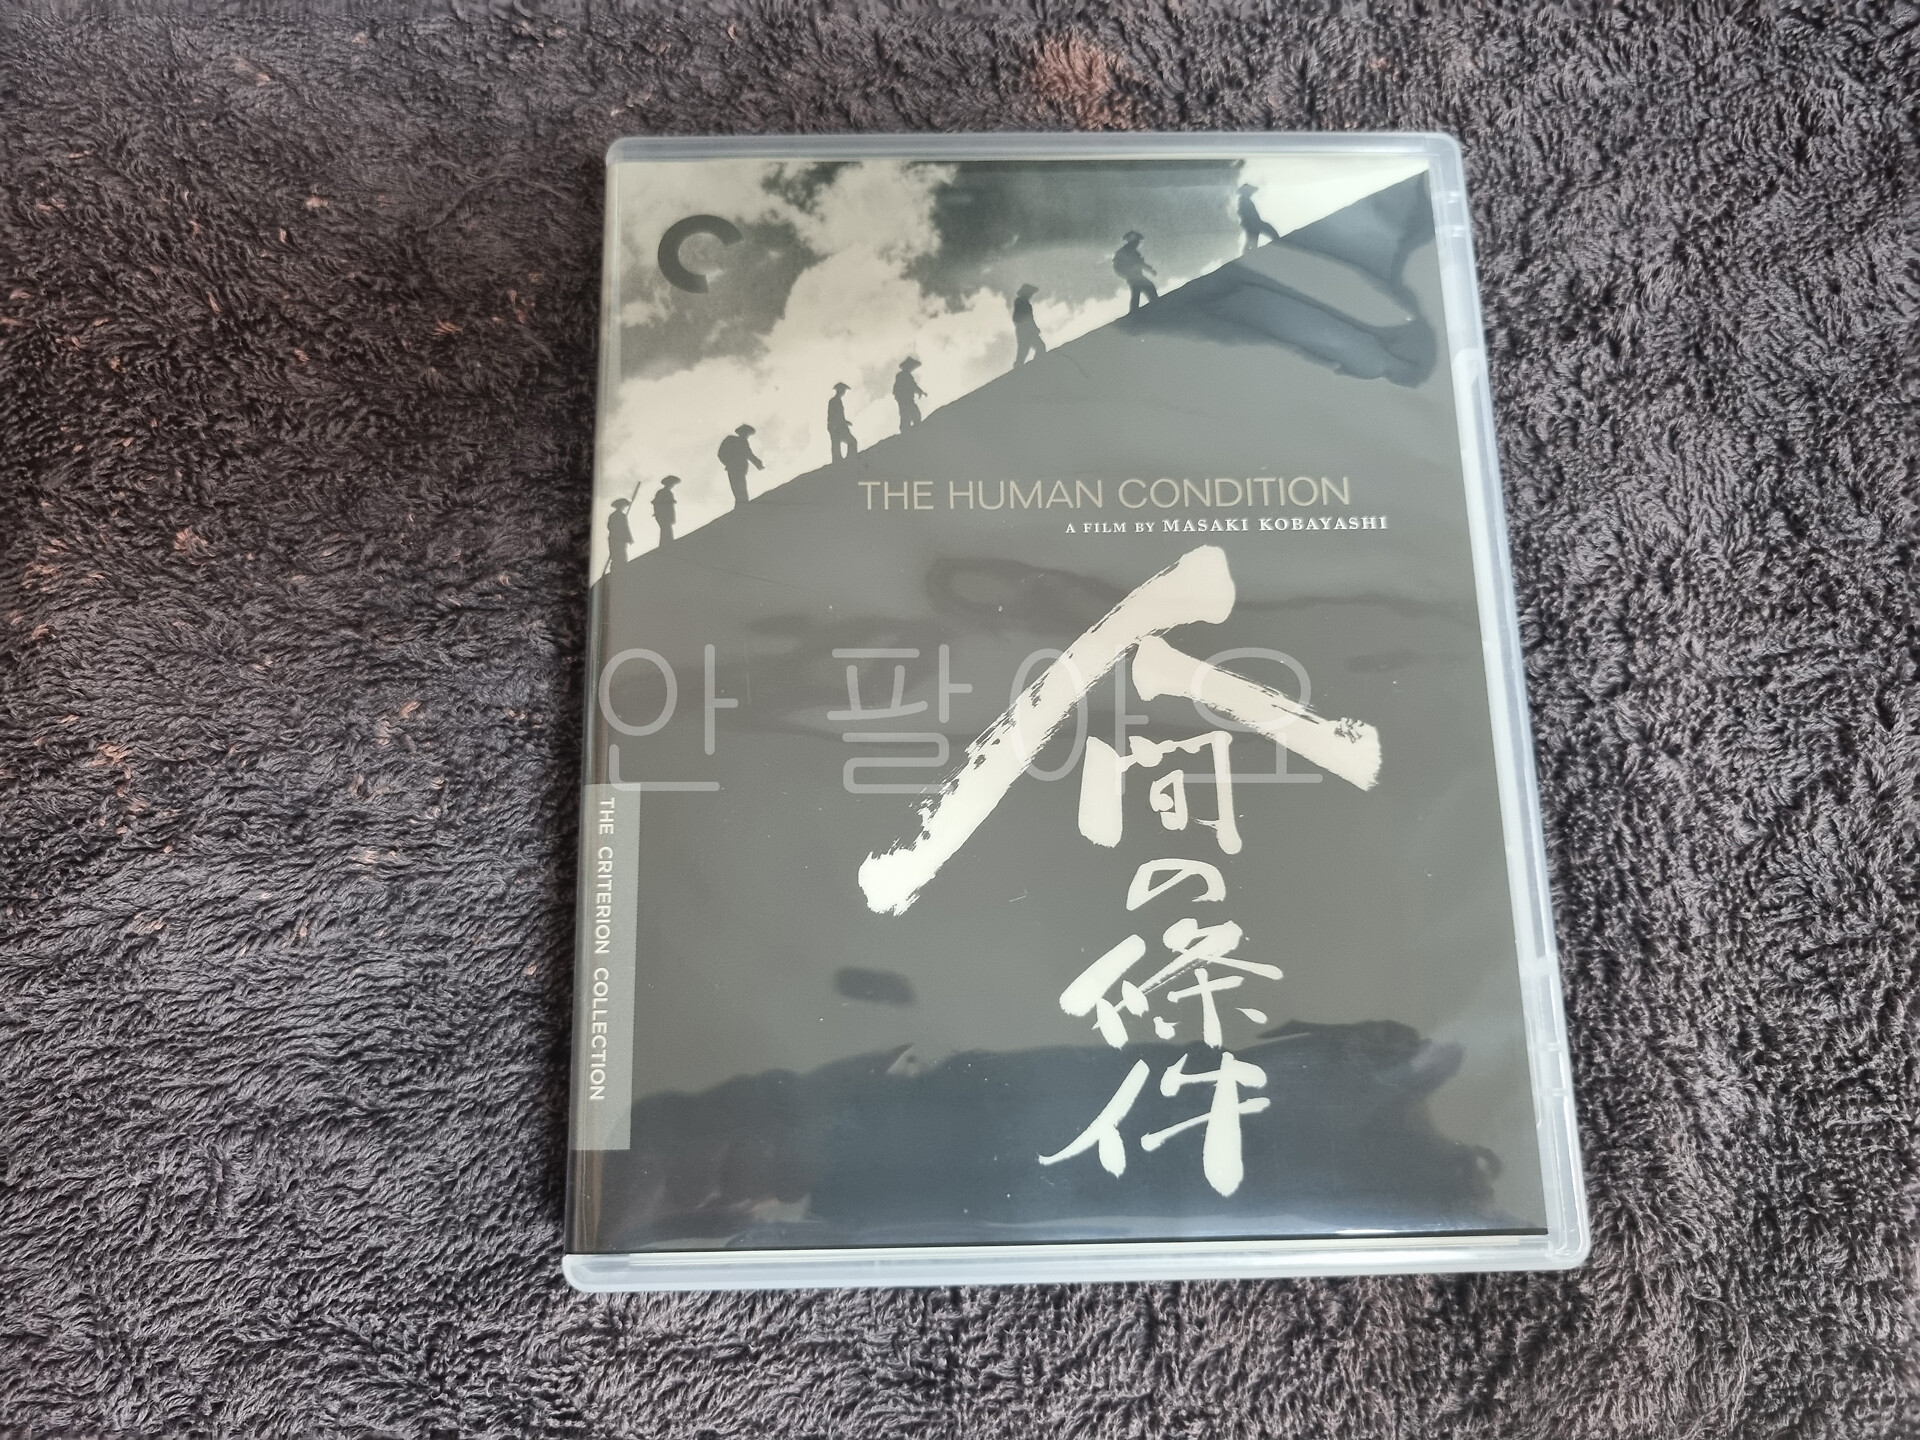 THE HUMAN CONDITION
A FILM BY MASAKI KOBAYASHI
人間の條件
안 팔아요
THE CRITERION COLLECTION